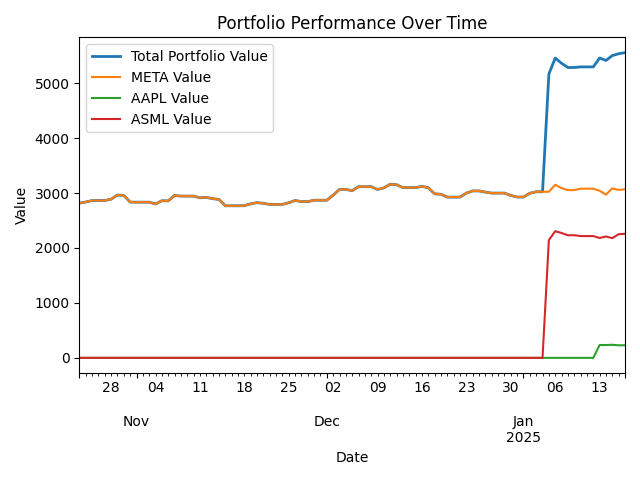 Portfolio Performance Over Time
Total Portfolio Value
META Value
AAPL Value
ASML Value
5000
4000
3000
2000
1000
0
Value
28 04 11 18 25 02 09 16 23 30 06 13
Nov Dec Jan
2025
Date